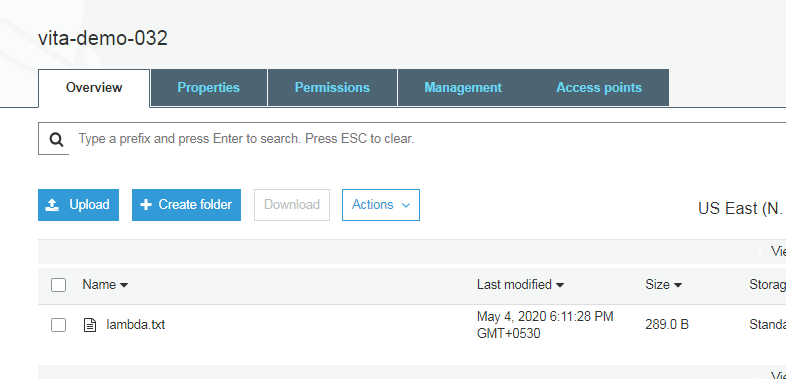 vita-demo-032
Overview Properties Permissions Management Access points
Type a prefix and press Enter to search. Press ESC to clear.
Upload Create folder Download Actions
US East (N.
Vie
Name Last modified Size Storag
lambda.txt May 4, 2020 6:11:28 PM 289.0 B Standa
GMT+0530
Vie